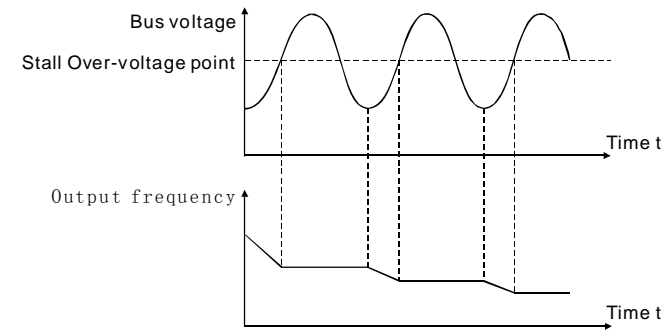 Bus voltage
Stall Over-voltage point
Time t
Output frequency
Time t